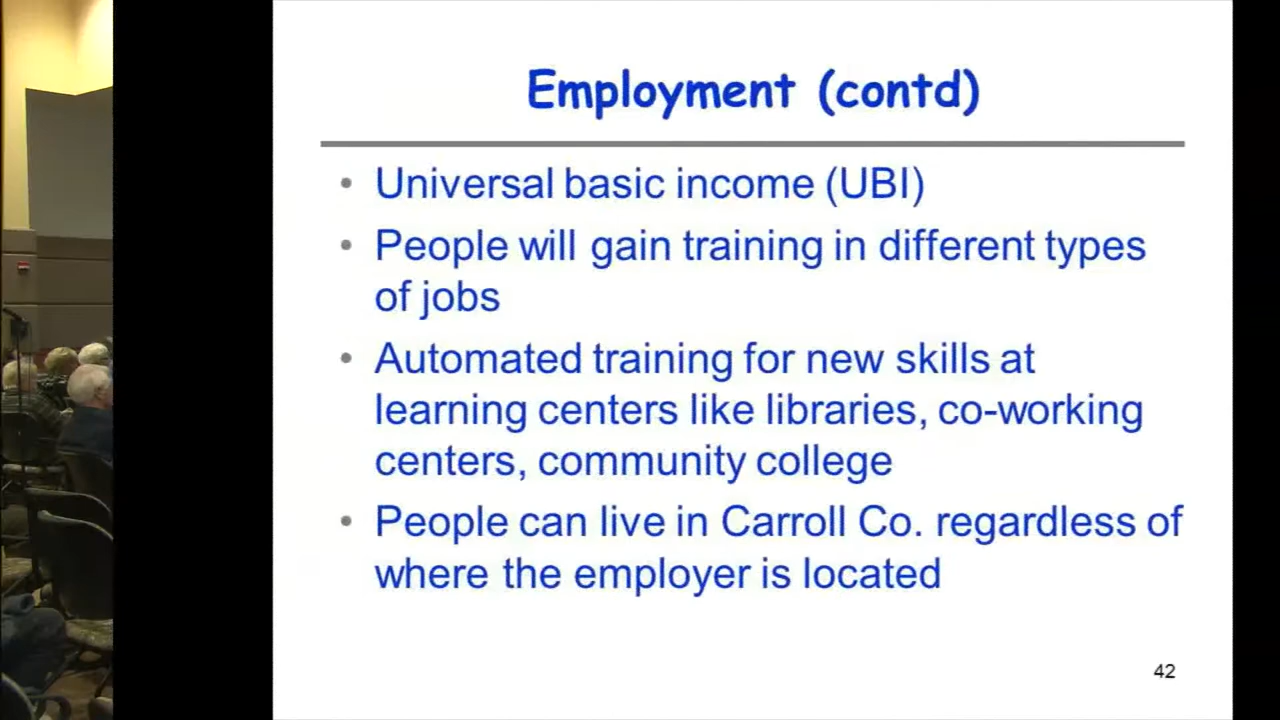 Employment (contd)
• Universal basic income (UBI)
• People will gain training in different types
of jobs
• Automated training for new skills at
learning centers like libraries, co-working
centers, community college
• People can live in Carroll Co. regardless of
where the employer is located
42